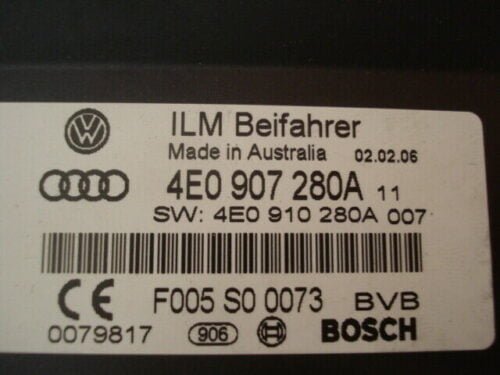 ILM Beifahrer
Made in Australia 02.02.06
4E0 907 280A 11
SW: 4E0 910 280A 007
CE F005 S0 0073 BVB
0079817 906 BOSCH